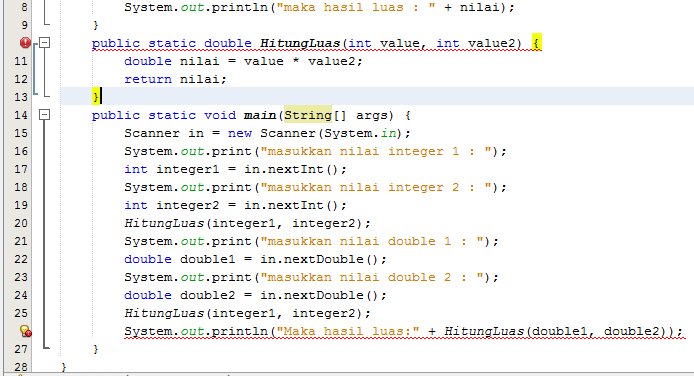 8 System.out.println("maka hasil luas : " + nilai);
9 }
public static double HitungLuas(int value, int value2) {
11 double nilai = value * value2;
12 return nilai;
13 }
14 public static void main(String[] args) {
15 Scanner in = new Scanner(System.in);
16 System.out.print("masukkan nilai integer 1 : ");
17 int integer1 = in.nextInt();
18 System.out.print("masukkan nilai integer 2 : ");
19 int integer2 = in.nextInt();
20 HitungLuas(integer1, integer2);
21 System.out.print("masukkan nilai double 1 : ");
22 double double1 = in.nextDouble();
23 System.out.print("masukkan nilai double 2 : ");
24 double double2 = in.nextDouble();
25 HitungLuas(integer1, integer2);
System.out.println("Maka hasil luas:" + HitungLuas(double1, double2));
27 }
28 }